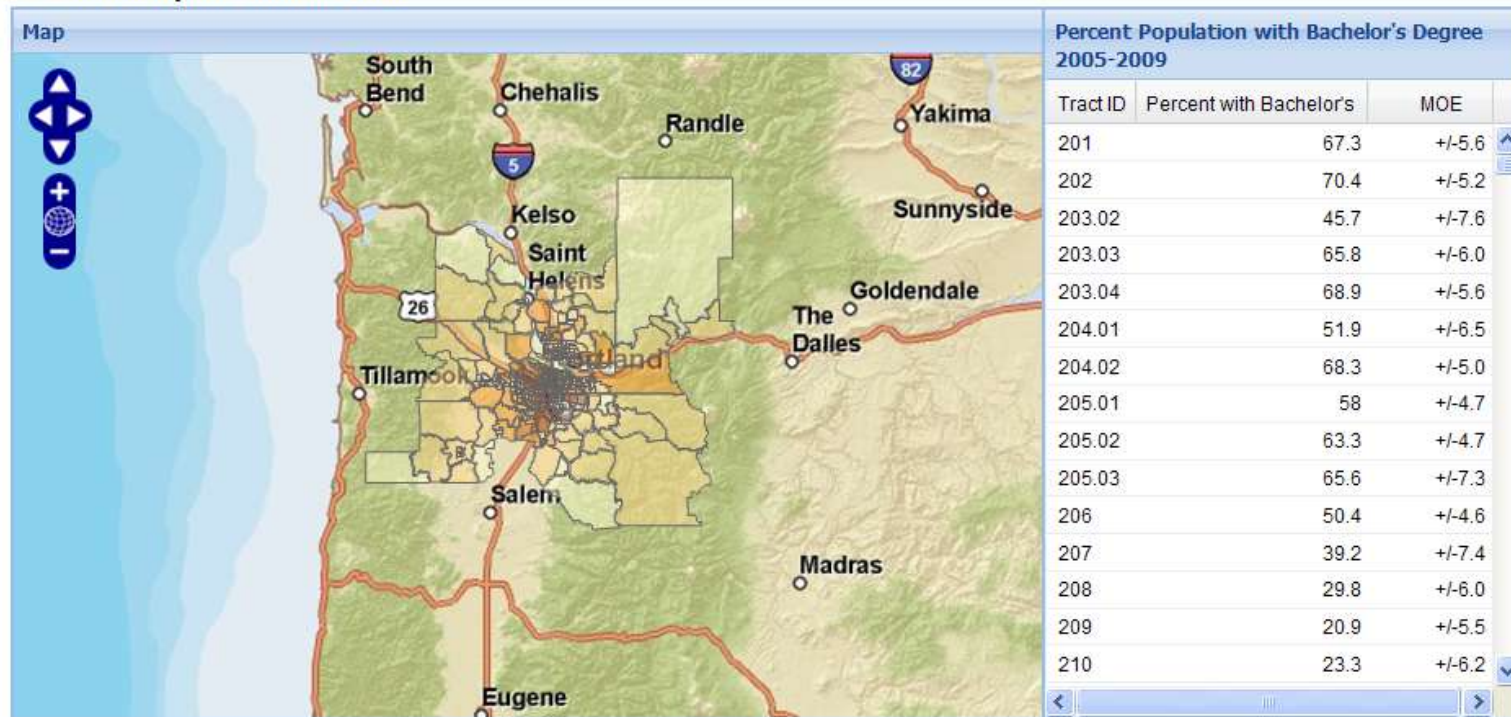 Map
South
Bend
Chehalis
Randle
82
Yakima
5
Sunnyside
Kelso
Saint
Helens
26
Goldendale
The
Dalles
Portland
Tillamook
Salem
Madras
Eugene
Percent Population with Bachelor's Degree
2005-2009
Tract ID Percent with Bachelor's MOE
201 67.3 +/-5.6
202 70.4 +/-5.2
203.02 45.7 +/-7.6
203.03 65.8 +/-6.0
203.04 68.9 +/-5.6
204.01 51.9 +/-6.5
204.02 68.3 +/-5.0
205.01 58 +/-4.7
205.02 63.3 +/-4.7
205.03 65.6 +/-7.3
206 50.4 +/-4.6
207 39.2 +/-7.4
208 29.8 +/-6.0
209 20.9 +/-5.5
210 23.3 +/-6.2